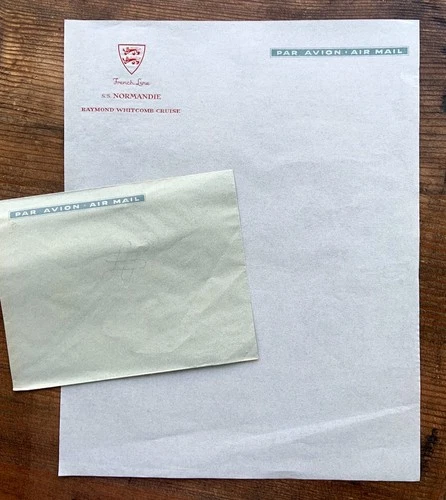 French Line
S.S. NORMANDIE
RAYMOND WHITCOMB CRUISE
PAR AVION · AIR MAIL
PAR AVION · AIR MAIL